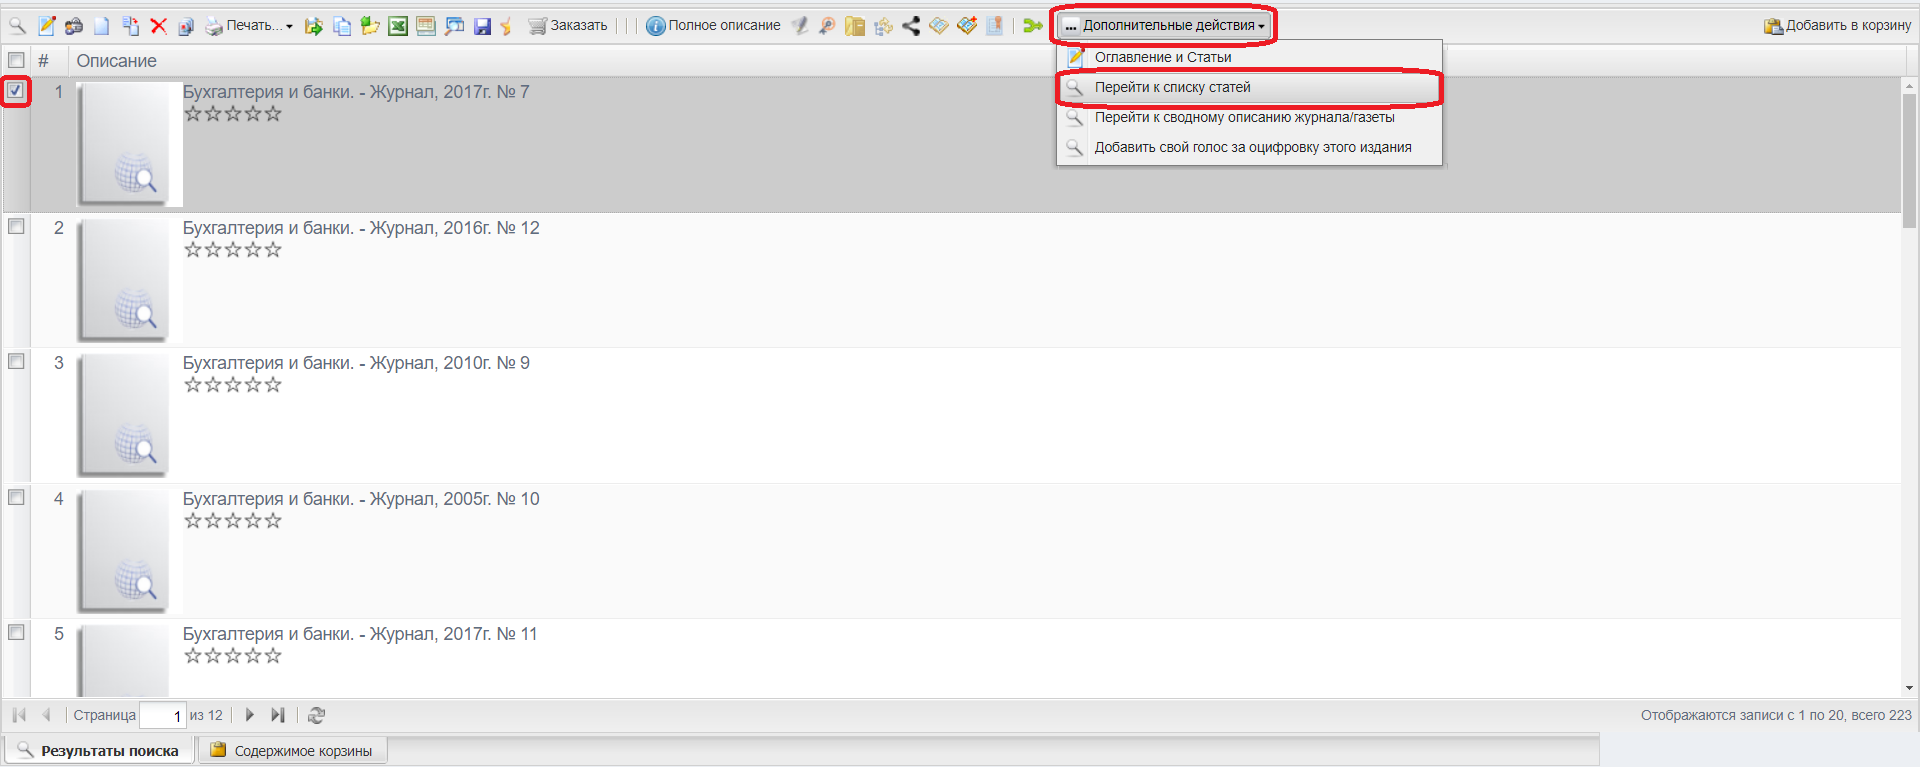 Печать... Заказать Полное описание ... Дополнительные действия Добавить в корзину
# Описание
Оглавление и Статьи
Перейти к списку статей
Перейти к сводному описанию журнала/газеты
Добавить свой голос за оцифровку этого издания
1 Бухгалтерия и банки. - Журнал, 2017г. № 7
2 Бухгалтерия и банки. - Журнал, 2016г. № 12
3 Бухгалтерия и банки. - Журнал, 2010г. № 9
4 Бухгалтерия и банки. - Журнал, 2005г. № 10
5 Бухгалтерия и банки. - Журнал, 2017г. № 11
Страница 1 из 12 Отображаются записи с 1 по 20, всего 223
Результаты поиска Содержимое корзины